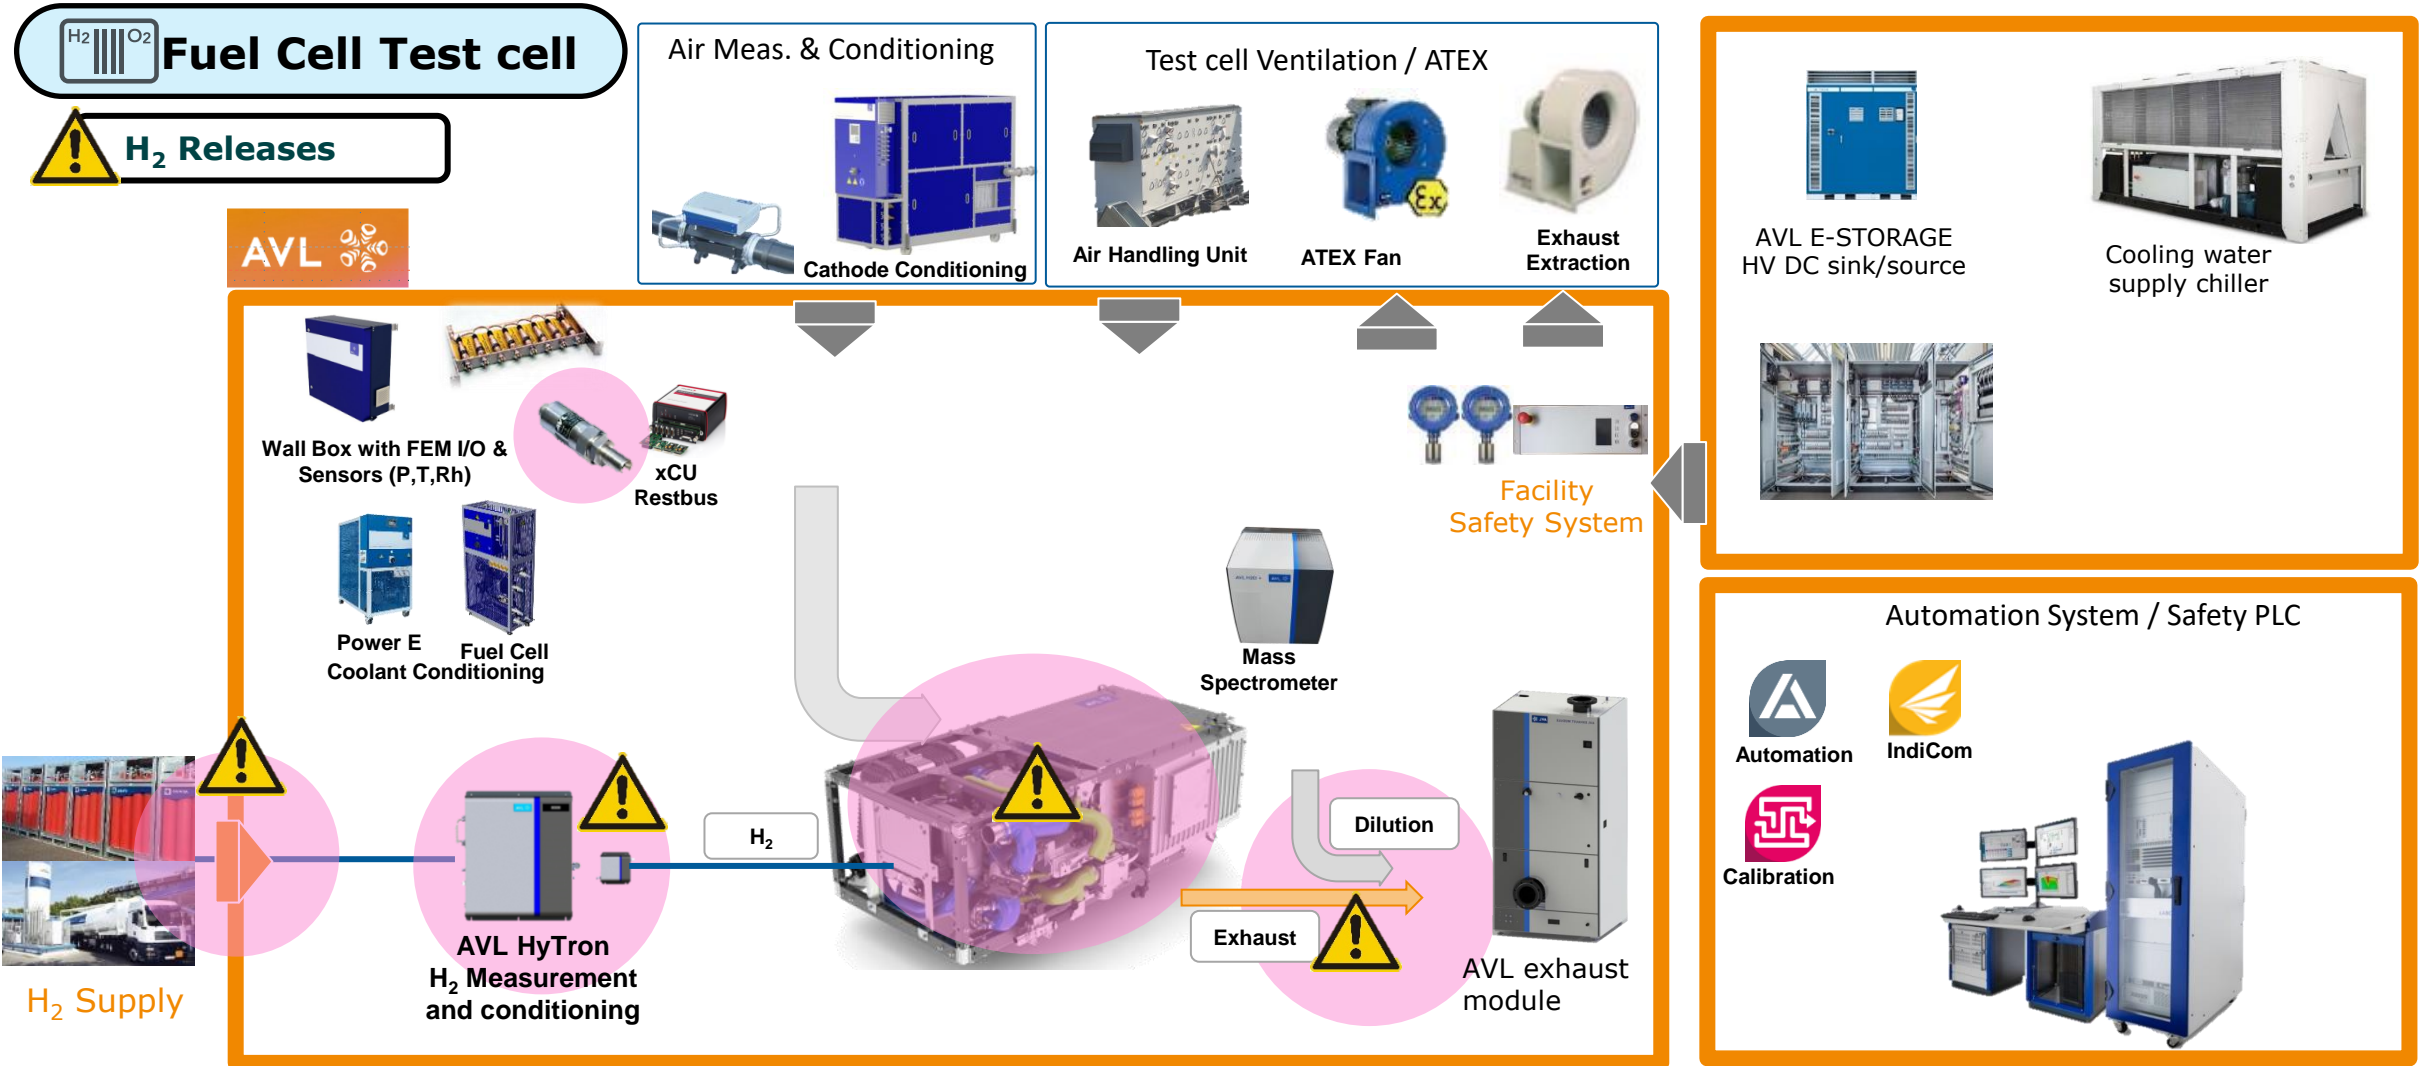 H2 O2
Fuel Cell Test cell
H2 Releases
AVL
Air Meas. & Conditioning
Cathode Conditioning
Test cell Ventilation / ATEX
Air Handling Unit
ATEX Fan
Ex
Exhaust
Extraction
AVL E-STORAGE
HV DC sink/source
Cooling water
supply chiller
Wall Box with FEM I/O &
Sensors (P,T,Rh)
xCU
Restbus
Facility
Safety System
Power E
Fuel Cell
Coolant Conditioning
Mass
Spectrometer
H2 Supply
AVL HyTron
H2 Measurement
and conditioning
H2
Dilution
Exhaust
AVL exhaust
module
Automation System / Safety PLC
Automation
IndiCom
Calibration